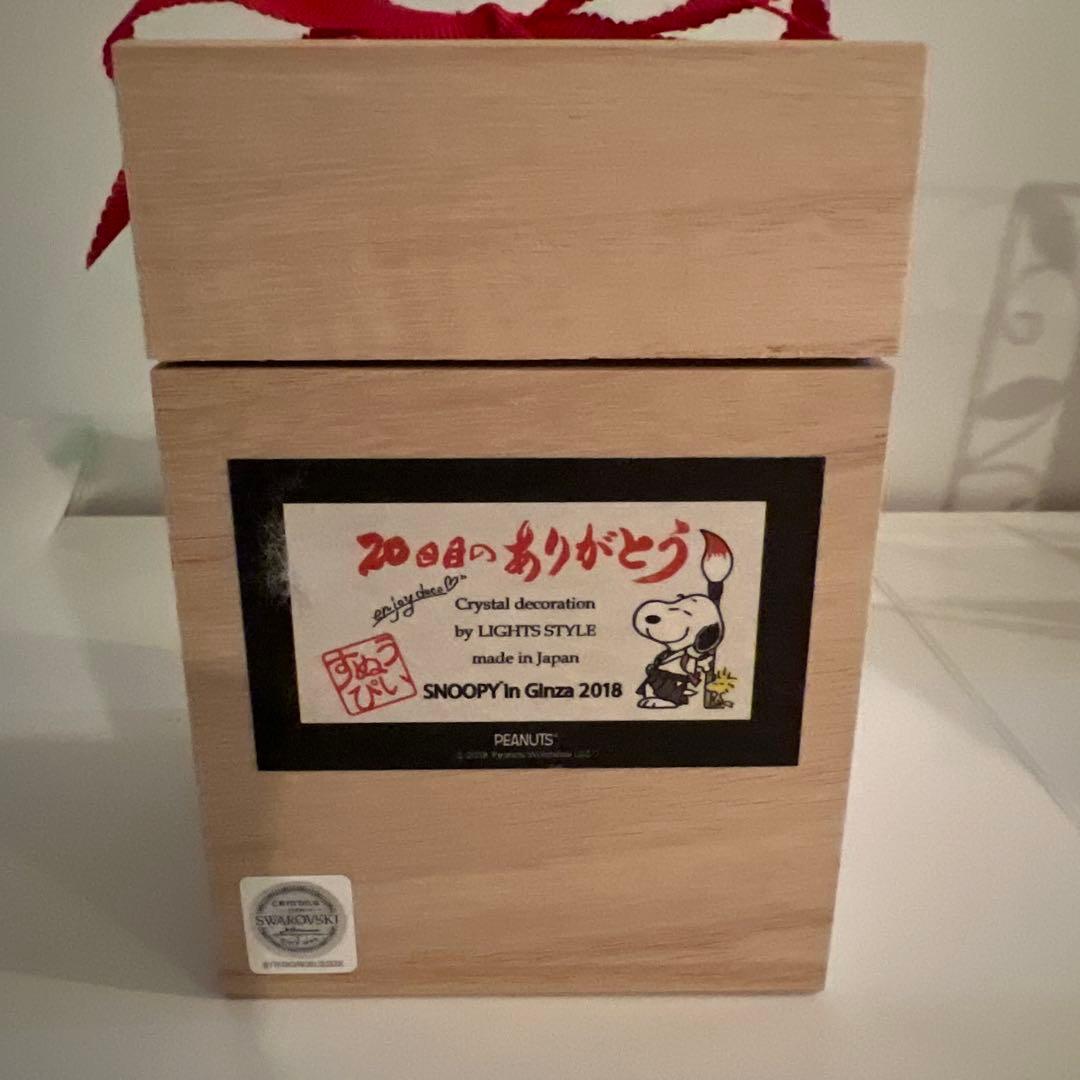 20回目のありがとう
enjoy deco
Crystal decoration
by LIGHTS STYLE
made in Japan
SNOOPY in Ginza 2018
すぬう
ぴい
PEANUTS
SWAROVSKI